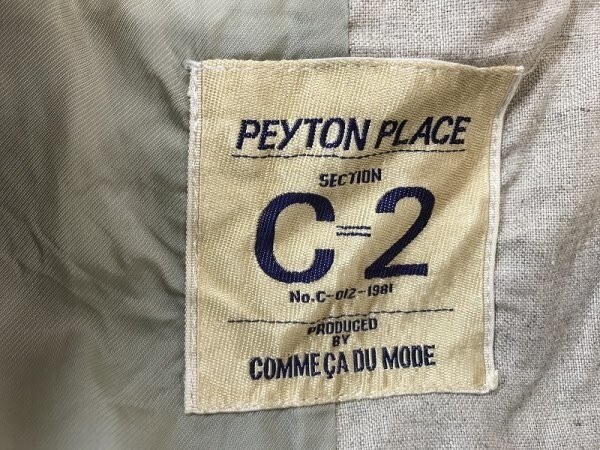 PEYTON PLACE
SECTION
C=2
No.C-012-1981
PRODUCED
BY
COMME ÇA DU MODE